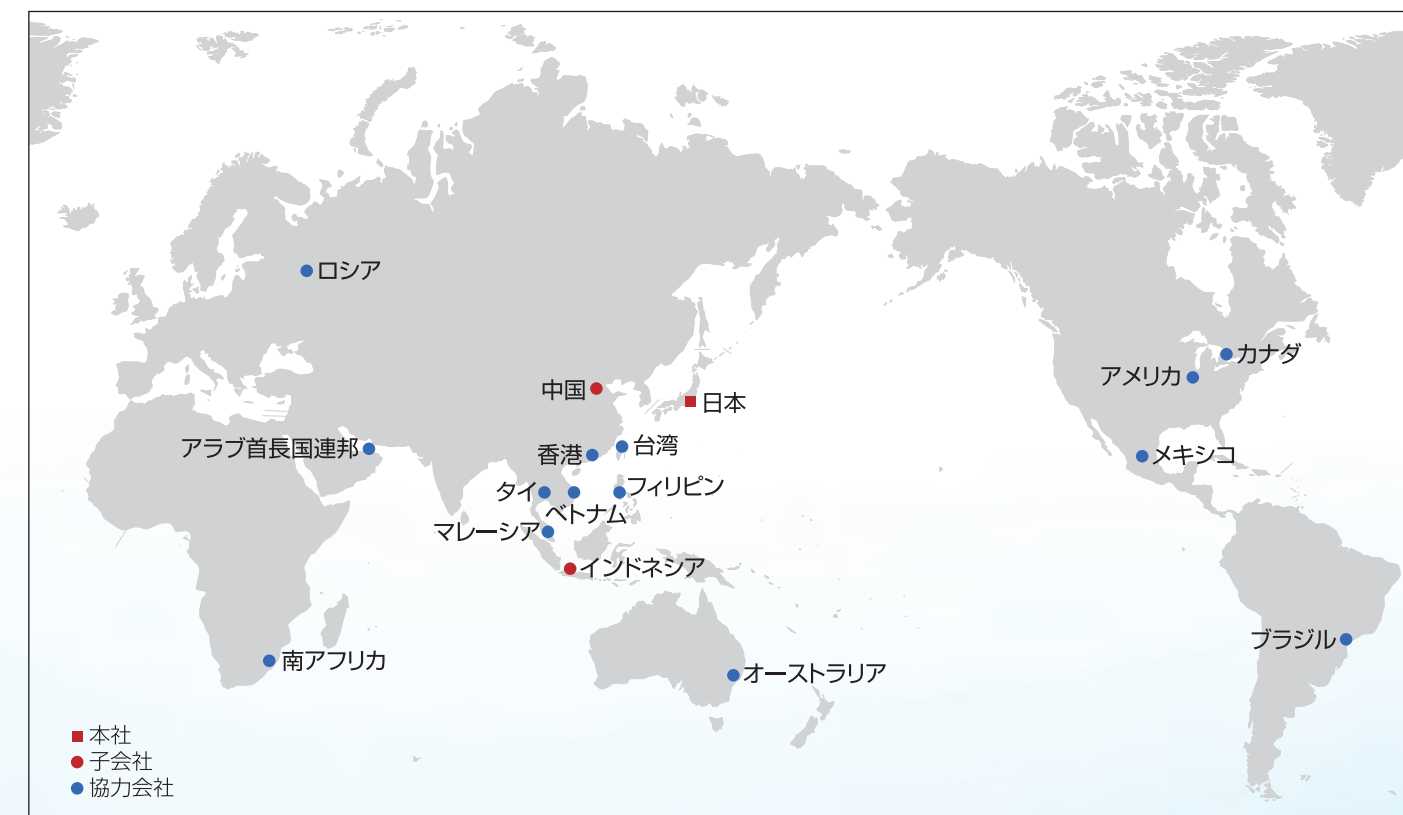 ロシア
カナダ
アメリカ
中国
日本
アラブ首長国連邦
香港
台湾
メキシコ
タイ
フィリピン
ベトナム
マレーシア
インドネシア
ブラジル
南アフリカ
オーストラリア
本社
子会社
協力会社